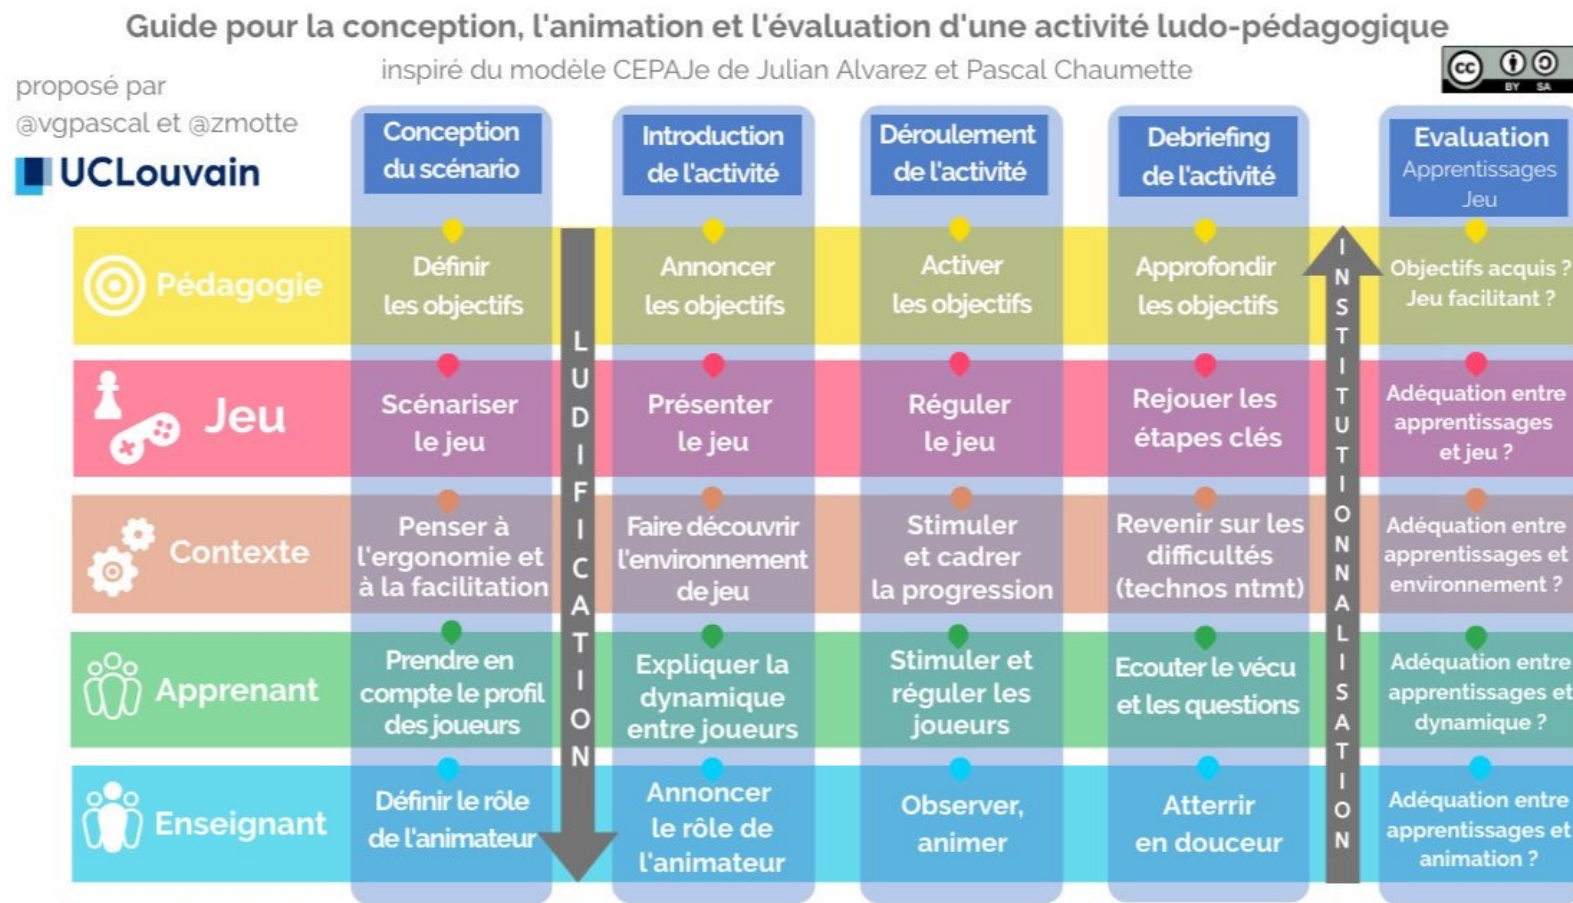 Guide pour la conception, l'animation et l'évaluation d'une activité ludo-pédagogique
inspiré du modèle CEPAJe de Julian Alvarez et Pascal Chaumette
proposé par
@vgpascal et @zmotte
UCLouvain
cc
BY SA
Conception
du scénario
Introduction
de l'activité
Déroulement
de l'activité
Debriefing
de l'activité
Evaluation
Apprentissages
Jeu
Pédagogie
Définir
les objectifs
Annoncer
les objectifs
Activer
les objectifs
Approfondir
les objectifs
Objectifs acquis ?
Jeu facilitant ?
Jeu
Scénariser
le jeu
Présenter
le jeu
Réguler
le jeu
Rejouer les
étapes clés
Adéquation entre
apprentissages
et jeu ?
Contexte
Penser à
l'ergonomie et
à la facilitation
Faire découvrir
l'environnement
de jeu
Stimuler
et cadrer
la progression
Revenir sur les
difficultés
(technos ntmt)
Adéquation entre
apprentissages et
environnement ?
Apprenant
Prendre en
compte le profil
des joueurs
Expliquer la
dynamique
entre joueurs
Stimuler et
réguler les
joueurs
Ecouter le vécu
et les questions
Adéquation entre
apprentissages et
dynamique ?
Enseignant
Définir le rôle
de l'animateur
Annoncer
le rôle de
l'animateur
Observer,
animer
Atterrir
en douceur
Adéquation entre
apprentissages et
animation ?
LUDIFICATION
INSTITUTIONNALISATION